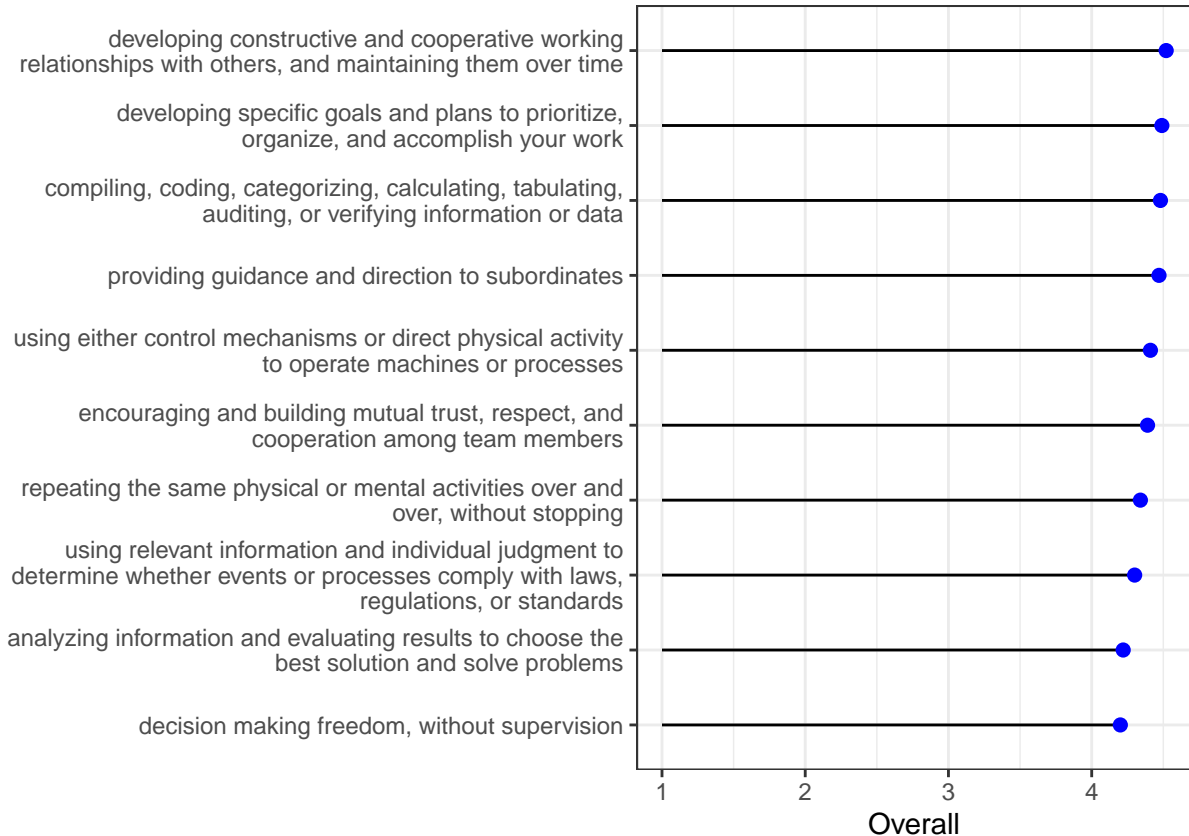 developing constructive and cooperative working
relationships with others, and maintaining them over time
developing specific goals and plans to prioritize,
organize, and accomplish your work
compiling, coding, categorizing, calculating, tabulating,
auditing, or verifying information or data
providing guidance and direction to subordinates
using either control mechanisms or direct physical activity
to operate machines or processes
encouraging and building mutual trust, respect, and
cooperation among team members
repeating the same physical or mental activities over and
over, without stopping
using relevant information and individual judgment to
determine whether events or processes comply with laws,
regulations, or standards
analyzing information and evaluating results to choose the
best solution and solve problems
decision making freedom, without supervision
1 2 3 4
Overall